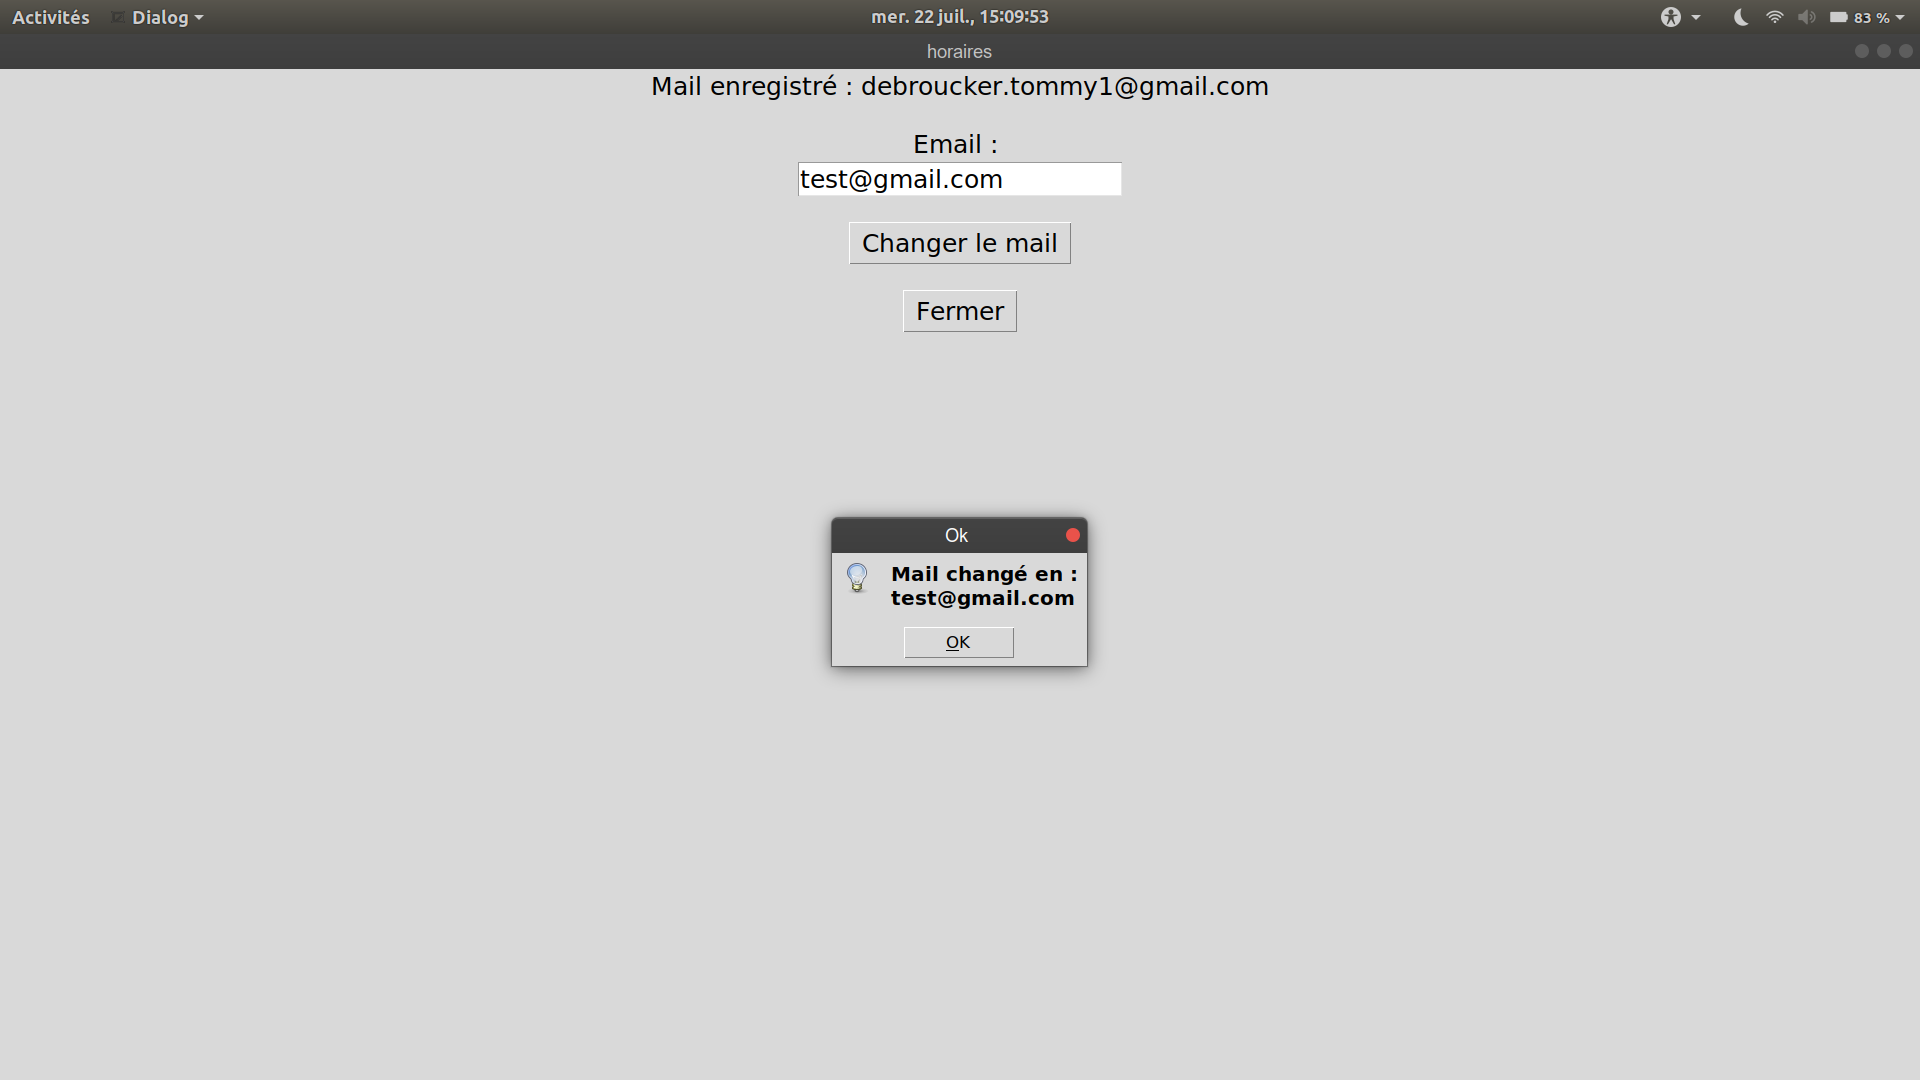 Activités Dialog mer. 22 juil., 15:09:53 83 %
horaires
Mail enregistré : debroucker.tommy1@gmail.com
Email :
test@gmail.com
Changer le mail
Fermer
Ok
Mail changé en :
test@gmail.com
OK